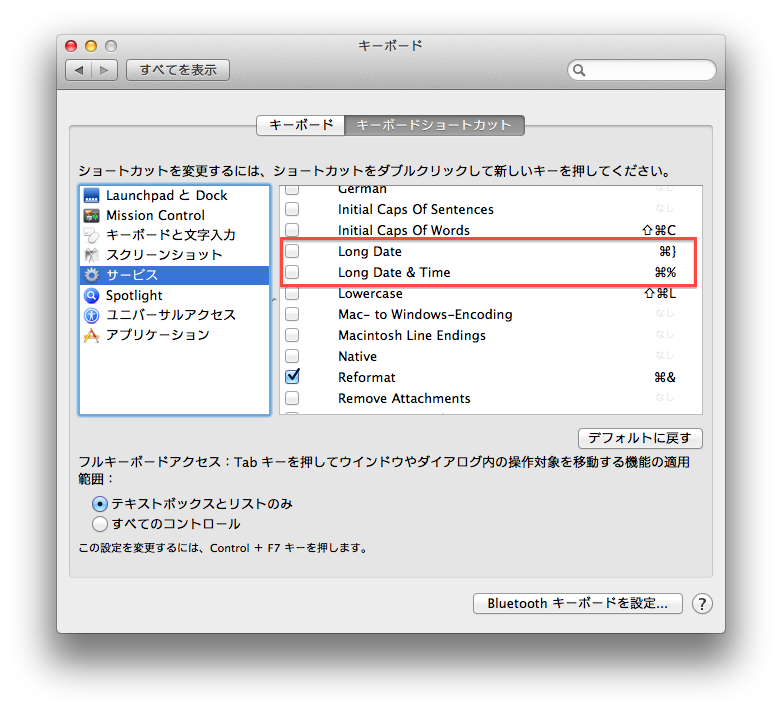 キーボード
すべてを表示
キーボード
キーボードショートカット
ショートカットを変更するには、ショートカットをダブルクリックして新しいキーを押してください。
Launchpad と Dock
Mission Control
キーボードと文字入力
スクリーンショット
サービス
Spotlight
ユニバーサルアクセス
アプリケーション
German なし
Initial Caps Of Sentences なし
Initial Caps Of Words ⇧⌘C
Long Date ⌘}
Long Date & Time ⌘%
Lowercase ⇧⌘L
Mac- to Windows-Encoding なし
Macintosh Line Endings なし
Native なし
Reformat ⌘&
Remove Attachments なし
デフォルトに戻す
フルキーボードアクセス：Tab キーを押してウインドウやダイアログ内の操作対象を移動する機能の適用
範囲：
テキストボックスとリストのみ
すべてのコントロール
この設定を変更するには、Control + F7 キーを押します。
Bluetooth キーボードを設定...
?